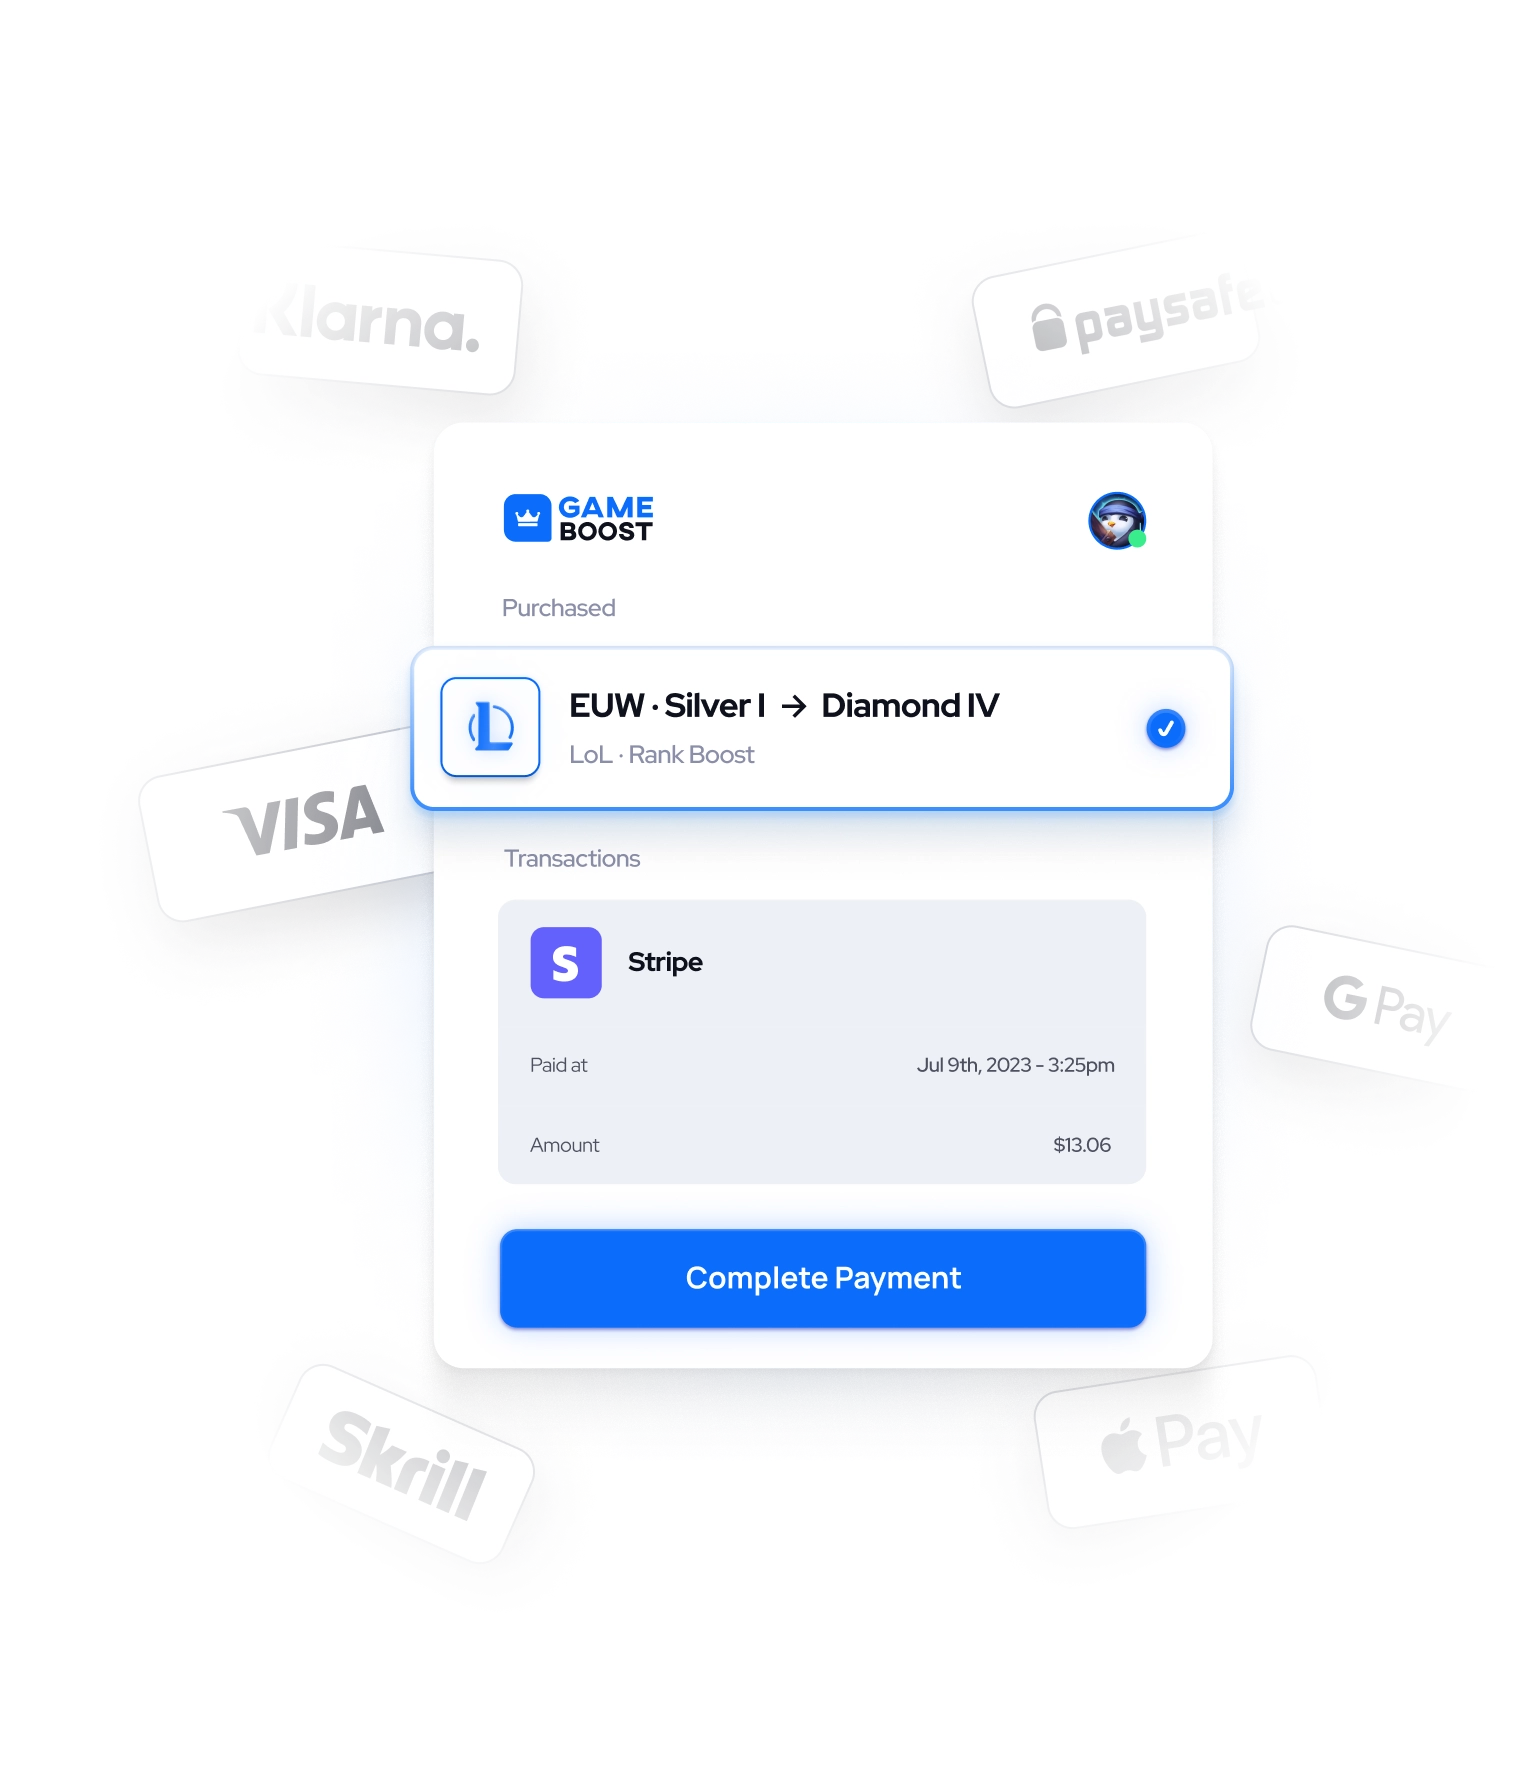 Klarna.
paysafe
GAME
BOOST
Purchased
EUW · Silver I → Diamond IV
LoL · Rank Boost
VISA
Transactions
S Stripe
G Pay
Paid at Jul 9th, 2023 - 3:25pm
Amount $13.06
Complete Payment
Skrill
Pay